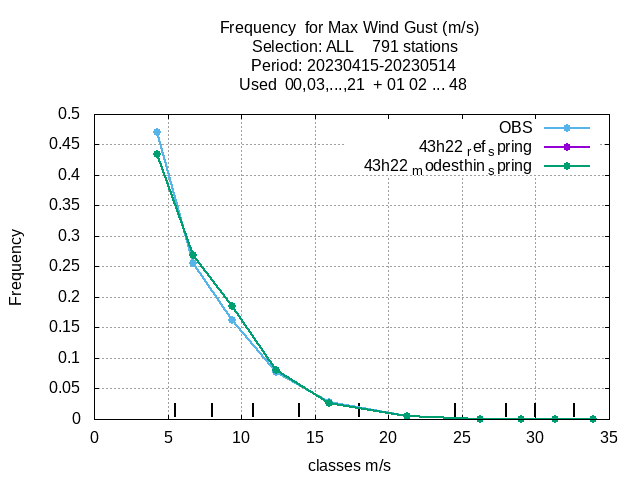 Frequency  for Max Wind Gust (m/s)
Selection: ALL    791 stations
Period: 20230415-20230514
Used  00,03,...,21  + 01 02 ... 48
OBS
43h22 ref spring
43h22 modesthin spring
0.5
0.45
0.4
0.35
0.3
0.25
0.2
0.15
0.1
0.05
0
Frequency
0 5 10 15 20 25 30 35
classes m/s